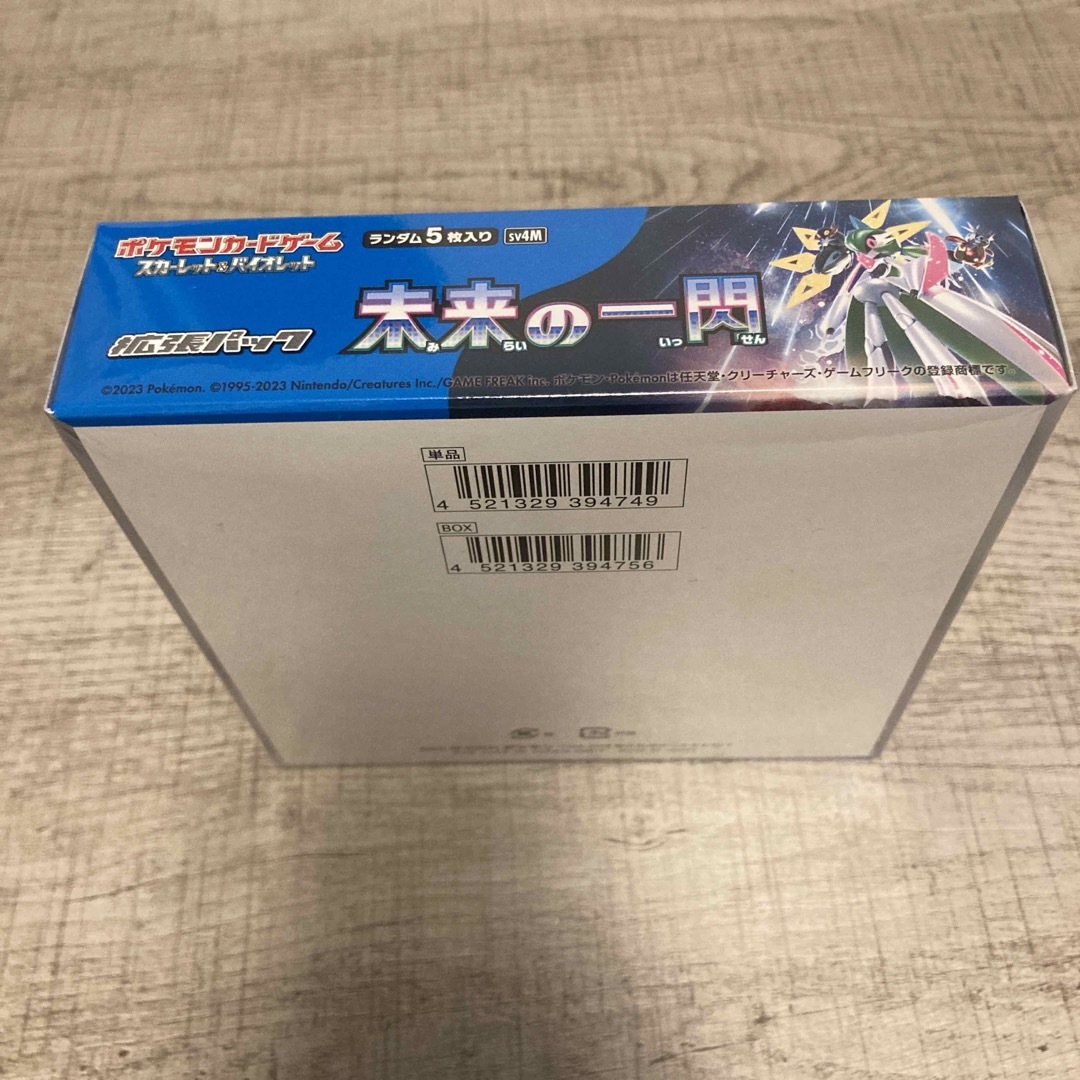 ポケモンカードゲーム
スカーレット&バイオレット
ランダム5枚入り sv4M
拡張パック
未来の一閃
み らい いっ せん
©2023 Pokémon. ©1995-2023 Nintendo/Creatures Inc./GAME FREAK inc. ポケモン・Pokémonは任天堂・クリーチャーズ・ゲームフリークの登録商標です。
単品
4 521329 394749
BOX
4 521329 394756